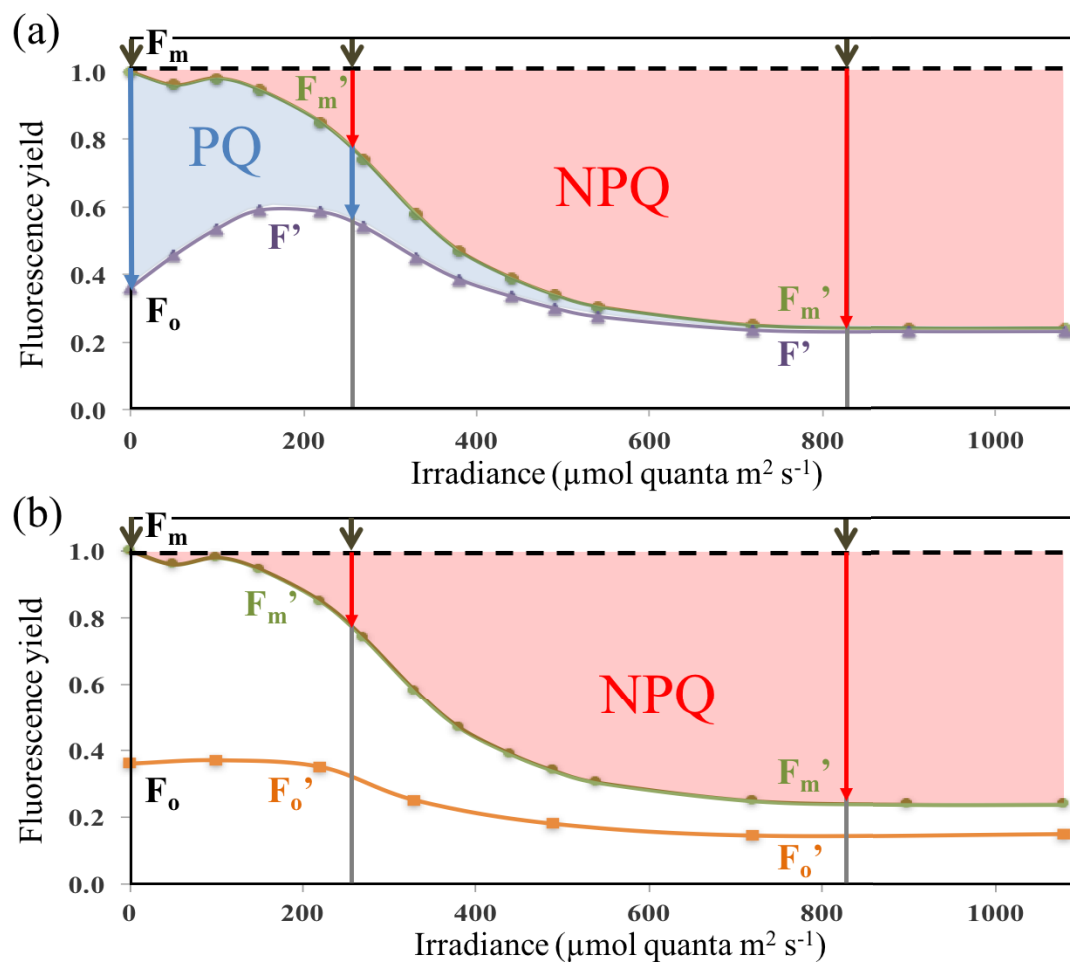 (a)
Fm
1.0
Fm’
0.8
PQ
NPQ
0.6
F’
0.4
Fo
Fm’
0.2
F’
0.0
Fluorescence yield
0 200 400 600 800 1000
Irradiance (µmol quanta m² s⁻¹)
(b)
Fm
1.0
Fm’
0.8
0.6
NPQ
0.4
Fo
Fo’
Fm’
0.2
Fo’
0.0
Fluorescence yield
0 200 400 600 800 1000
Irradiance (µmol quanta m² s⁻¹)